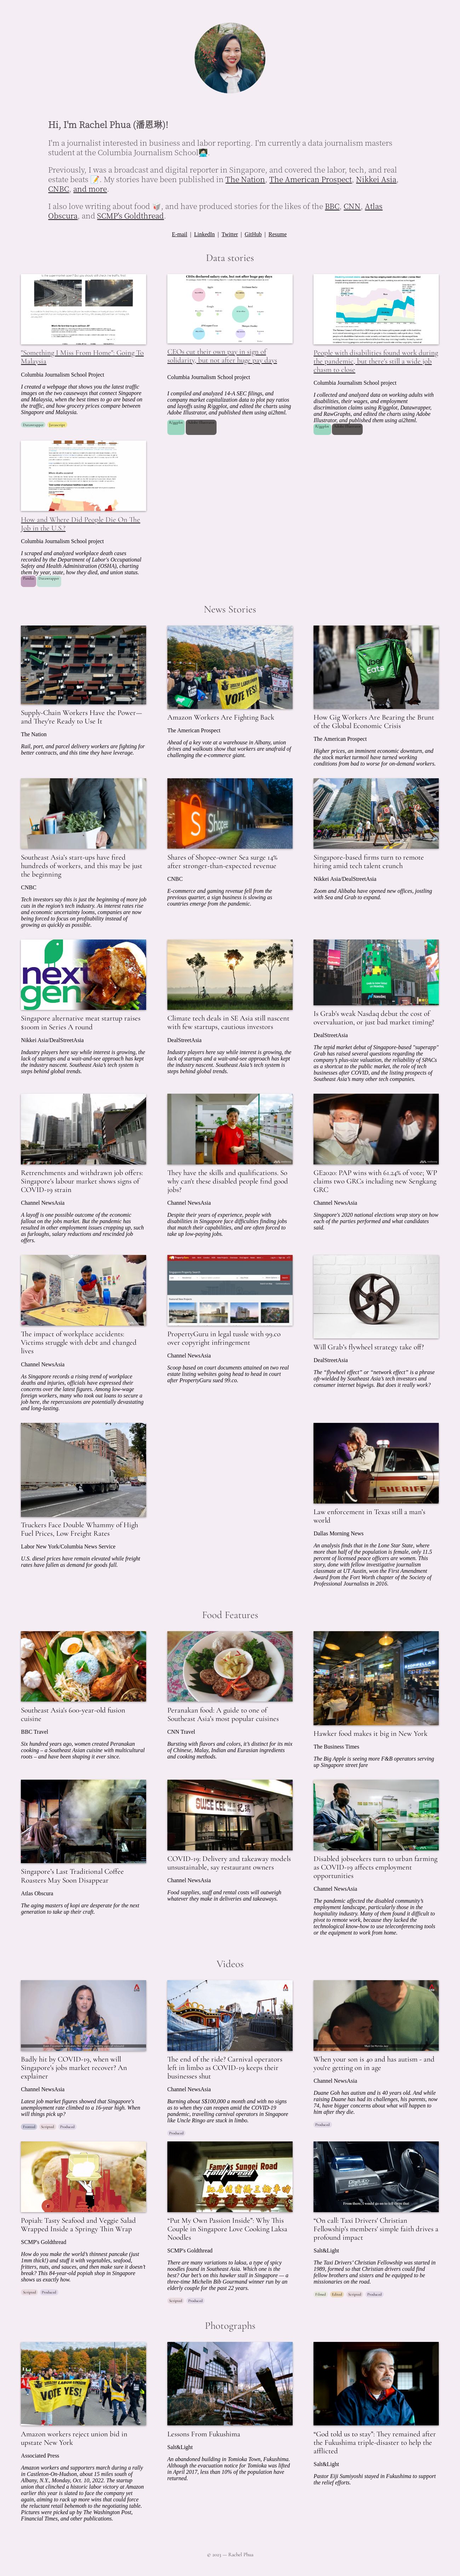 Hi, I'm Rachel Phua (潘恩琳)!
I'm a journalist interested in business and labor reporting. I'm currently a data journalism masters
student at the Columbia Journalism School
Previously, I was a broadcast and digital reporter in Singapore, and covered the labor, tech, and real
estate beats 📝. My stories have been published in The Nation, The American Prospect, Nikkei Asia,
CNBC, and more.
I also love writing about food 🥡, and have produced stories for the likes of the BBC, CNN, Atlas
Obscura, and SCMP's Goldthread.
E-mail | LinkedIn | Twitter | GitHub | Resume
Data stories
"Something I Miss From Home": Going To
Malaysia
Columbia Journalism School Project
I created a webpage that captures the latest traffic
images on the two causeways that connect Singapore
and Malaysia, when the best times to go are based on
the traffic, and how grocery prices compare between
Singapore and Malaysia.
Datawrapper Javascript
CEOs declined salary cuts, but not other huge pay days
CEOs cut their own pay in sign of
solidarity, but not after huge pay days
Columbia Journalism School project
I compiled and analyzed 14A SEC filings, and
company market capitalization data to plot pay ratios
and layoffs using R/ggplot, and edited the charts using
Adobe Illustrator, and published them using ai2html.
R/ggplot Adobe Illustrator
People with disabilities found work during
the pandemic, but there's still a wide job
chasm to close
Columbia Journalism School project
I collected and analyzed data on working adults with
disabilities, their wages, and employment
discrimination claims using R/ggplot, Datawrapper,
and RawGraphs, and edited the charts using Adobe
Illustrator, and published them using ai2html.
R/ggplot Adobe Illustrator
How and Where Did People Die On The
Job in the U.S.?
Columbia Journalism School project
I scraped and analyzed workplace death cases
recorded by the Department of Labor's Occupational
Safety and Health Administration (OSHA), charting
them by year, state, how they died, and union status.
Pandas Datawrapper
News Stories
Supply-Chain Workers Have the Power—
and They're Ready to Use It
The Nation
Rail, port, and parcel delivery workers are fighting for
better contracts, and this time they have leverage.
VOTE YES!
Amazon Workers Are Fighting Back
The American Prospect
Ahead of a key vote at a warehouse in Albany, union
drives and walkouts show that workers are unafraid of
challenging the e-commerce giant.
Uber
Eats
How Gig Workers Are Bearing the Brunt
of the Global Economic Crisis
The American Prospect
Higher prices, an imminent economic downturn, and
the stock market turmoil have turned working
conditions from bad to worse for on-demand workers.
Southeast Asia's start-ups have fired
hundreds of workers, and this may be just
the beginning
CNBC
Tech investors say this is just the beginning of more job
cuts in the region's tech industry. As interest rates rise
and economic uncertainty looms, companies are now
being forced to focus on profitability instead of
growing as quickly as possible.
Shopee
Shares of Shopee-owner Sea surge 14%
after stronger-than-expected revenue
CNBC
E-commerce and gaming revenue fell from the
previous quarter, a sign business is slowing as
countries emerge from the pandemic.
Singapore-based firms turn to remote
hiring amid tech talent crunch
Nikkei Asia/DealStreetAsia
Zoom and Alibaba have opened new offices, jostling
with Sea and Grab to expand.
next
gen
Singapore alternative meat startup raises
$100m in Series A round
Nikkei Asia/DealStreetAsia
Industry players here say while interest is growing, the
lack of startups and a wait-and-see approach has kept
the industry nascent. Southeast Asia's tech system is
steps behind global trends.
Climate tech deals in SE Asia still nascent
with few startups, cautious investors
DealStreetAsia
Industry players here say while interest is growing, the
lack of startups and a wait-and-see approach has kept
the industry nascent. Southeast Asia's tech system is
steps behind global trends.
Is Grab's weak Nasdaq debut the cost of
overvaluation, or just bad market timing?
DealStreetAsia
The tepid market debut of Singapore-based "superapp"
Grab has raised several questions regarding the
company's plus-size valuation, the reliability of SPACs
as a shortcut to the public market, the role of tech
businesses after COVID, and the listing prospects of
Southeast Asia's many other tech companies.
Retrenchments and withdrawn job offers:
Singapore's labour market shows signs of
COVID-19 strain
Channel NewsAsia
A layoff is one possible outcome of the economic
fallout on the jobs market. But the pandemic has
resulted in other employment issues cropping up, such
as furloughs, salary reductions and rescinded job
offers.
They have the skills and qualifications. So
why can't these disabled people find good
jobs?
Channel NewsAsia
Despite their years of experience, people with
disabilities in Singapore face difficulties finding jobs
that match their capabilities, and are often forced to
take up low-paying jobs.
GE2020: PAP wins with 61.24% of vote; WP
claims two GRCs including new Sengkang
GRC
Channel NewsAsia
Singapore's 2020 national elections wrap story on how
each of the parties performed and what candidates
said.
The impact of workplace accidents:
Victims struggle with debt and changed
lives
Channel NewsAsia
As Singapore records a rising trend of workplace
deaths and injuries, officials have expressed their
concerns over the latest figures. Among low-wage
foreign workers, many who took out loans to secure a
job here, the repercussions are potentially devastating
and long-lasting.
PropertyGuru in legal tussle with 99.co
over copyright infringement
Channel NewsAsia
Scoop based on court documents attained on two real
estate listing websites going head to head in court
after PropertyGuru sued 99.co.
Will Grab's flywheel strategy take off?
DealStreetAsia
The "flywheel effect" or "network effect" is a phrase
oft-wielded by Southeast Asia's tech investors and
consumer internet bigwigs. But does it really work?
Truckers Face Double Whammy of High
Fuel Prices, Low Freight Rates
Labor New York/Columbia News Service
U.S. diesel prices have remain elevated while freight
rates have fallen as demand for goods fall.
SHERIFF
Law enforcement in Texas still a man's
world
Dallas Morning News
An analysis finds that in the Lone Star State, where
more than half of the population is female, only 11.5
percent of licensed peace officers are women. This
story, done with fellow investigative journalism
classmate at UT Austin, won the First Amendment
Award from the Fort Worth chapter of the Society of
Professional Journalists in 2016.
Food Features
Southeast Asia's 600-year-old fusion
cuisine
BBC Travel
Six hundred years ago, women created Peranakan
cooking – a Southeast Asian cuisine with multicultural
roots – and have been shaping it ever since.
Peranakan food: A guide to one of
Southeast Asia's most popular cuisines
CNN Travel
Bursting with flavors and colors, it's distinct for its mix
of Chinese, Malay, Indian and Eurasian ingredients
and cooking methods.
Hawker food makes it big in New York
The Business Times
The Big Apple is seeing more F&B operators serving
up Singapore street fare
Singapore's Last Traditional Coffee
Roasters May Soon Disappear
Atlas Obscura
The aging masters of kopi are desperate for the next
generation to take up their craft.
COVID-19: Delivery and takeaway models
unsustainable, say restaurant owners
Channel NewsAsia
Food supplies, staff and rental costs will outweigh
whatever they make in deliveries and takeaways.
Disabled jobseekers turn to urban farming
as COVID-19 affects employment
opportunities
Channel NewsAsia
The pandemic affected the disabled community's
employment landscape, particularly those in the
hospitality industry. Many of them found it difficult to
pivot to remote work, because they lacked the
technological know-how to use teleconferencing tools
or the equipment to work from home.
Videos
Badly hit by COVID-19, when will
Singapore's jobs market recover? An
explainer
Channel NewsAsia
Latest job market figures showed that Singapore's
unemployment rate climbed to a 16-year high. When
will things pick up?
Fronted Scripted Produced
The end of the ride? Carnival operators
left in limbo as COVID-19 keeps their
businesses shut
Channel NewsAsia
Burning about S$100,000 a month and with no signs
as to when they can reopen amid the COVID-19
pandemic, travelling carnival operators in Singapore
like Uncle Ringo are stuck in limbo.
Produced
When your son is 40 and has autism - and
you're getting on in age
Channel NewsAsia
Duane Goh has autism and is 40 years old. And while
raising Duane has had its challenges, his parents, now
74, have bigger concerns about what will happen to
him after they die.
Produced
Popiah: Tasty Seafood and Veggie Salad
Wrapped Inside a Springy Thin Wrap
SCMP's Goldthread
How do you make the world's thinnest pancake (just
1mm thick!) and stuff it with vegetables, seafood,
fritters, nuts, and sauces, and then make sure it doesn't
break? This 84-year-old popiah shop in Singapore
shows us exactly how.
Scripted Produced
Famous Sungei Road
"Put My Own Passion Inside": Why This
Couple in Singapore Love Cooking Laksa
Noodles
SCMP's Goldthread
There are many variations to laksa, a type of spicy
noodles found in Southeast Asia. Which one is the
best? Our bet's on this hawker stall in Singapore — a
three-time Michelin Bib Gourmand winner run by an
elderly couple for the past 22 years.
Scripted Produced
"On call: Taxi Drivers' Christian
Fellowship's members' simple faith drives a
profound impact
Salt&Light
The Taxi Drivers' Christian Fellowship was started in
1989, formed so that Christian drivers could find
fellow brothers and sisters and be equipped to be
missionaries on the road.
Filmed Edited Scripted Produced
Photographs
VOTE YES!
Amazon workers reject union bid in
upstate New York
Associated Press
Amazon workers and supporters march during a rally
in Castleton-On-Hudson, about 15 miles south of
Albany, N.Y., Monday, Oct. 10, 2022. The startup
union that clinched a historic labor victory at Amazon
earlier this year is slated to face the company yet
again, aiming to rack up more wins that could force
the reluctant retail behemoth to the negotiating table.
Pictures were picked up by The Washington Post,
Financial Times, and other publications.
Lessons From Fukushima
Salt&Light
An abandoned building in Tomioka Town, Fukushima.
Although the evacuation notice for Tomioka was lifted
in April 2017, less than 10% of the population have
returned.
"God told us to stay": They remained after
the Fukushima triple-disaster to help the
afflicted
Salt&Light
Pastor Eiji Sumiyoshi stayed in Fukushima to support
the relief efforts.
© 2023 — Rachel Phua